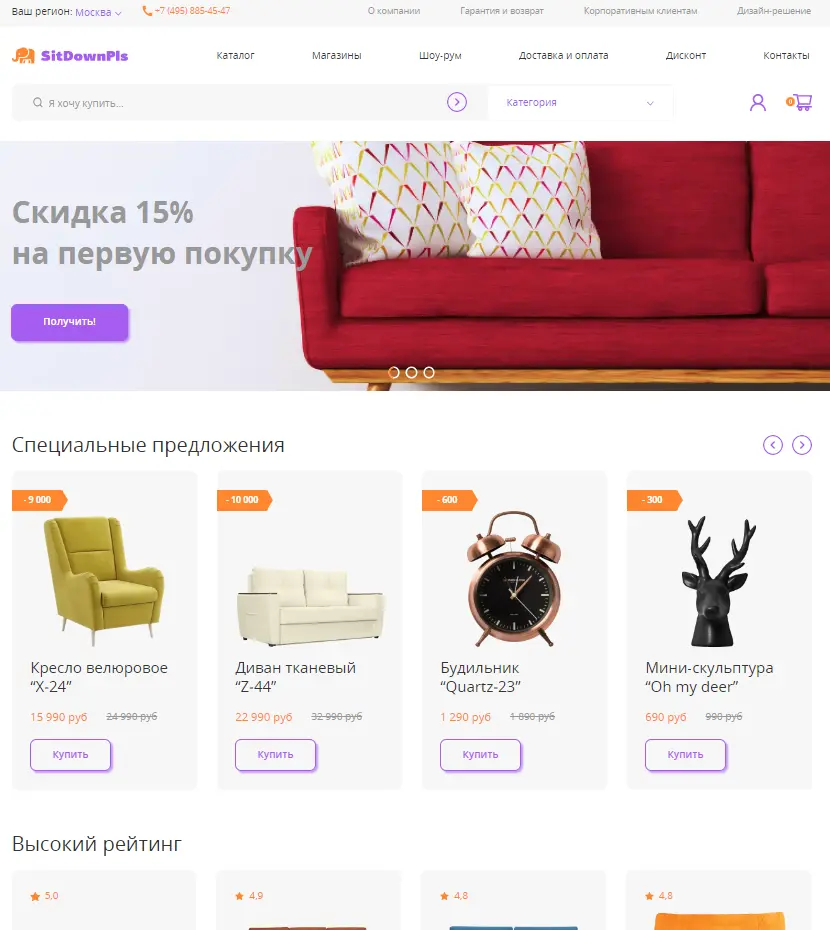 Ваш регион: Москва +7 (495) 885-45-47 О компании Гарантия и возврат Корпоративным клиентам Дизайн-решение
SitDownPls Каталог Магазины Шоу-рум Доставка и оплата Дисконт Контакты
Я хочу купить... Категория 0
Скидка 15%
на первую покупку
Получить!
Специальные предложения
- 9 000 - 10 000 - 600 - 300
Кресло велюровое Диван тканевый Будильник Мини-скульптура
“X-24” “Z-44” “Quartz-23” “Oh my deer”
15 990 руб 24 990 руб 22 990 руб 32 990 руб 1 290 руб 1 890 руб 690 руб 990 руб
Купить Купить Купить Купить
Высокий рейтинг
5,0 4,9 4,8 4,8